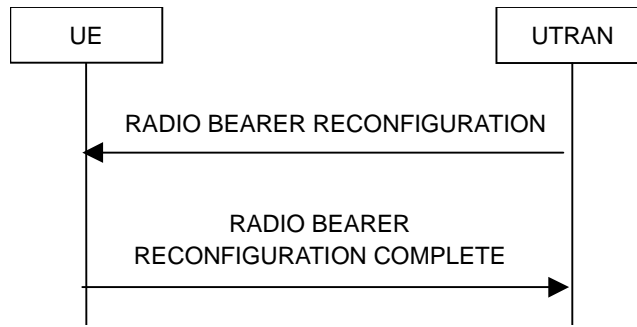 UE
UTRAN
RADIO BEARER RECONFIGURATION
RADIO BEARER
RECONFIGURATION COMPLETE